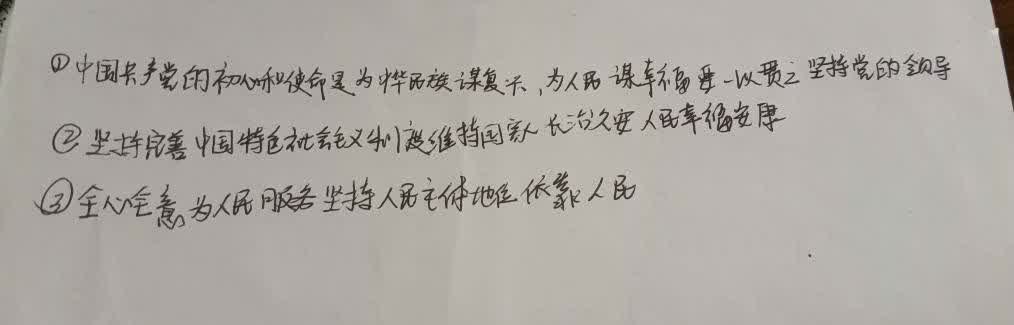 ①中国共产党的初心和使命是为中华民族谋复兴,为人民谋幸福要一以贯之坚持党的领导
②坚持完善中国特色社会主义制度维持国家长治久安人民幸福安康
③全心全意为人民服务坚持人民主体地位依靠人民